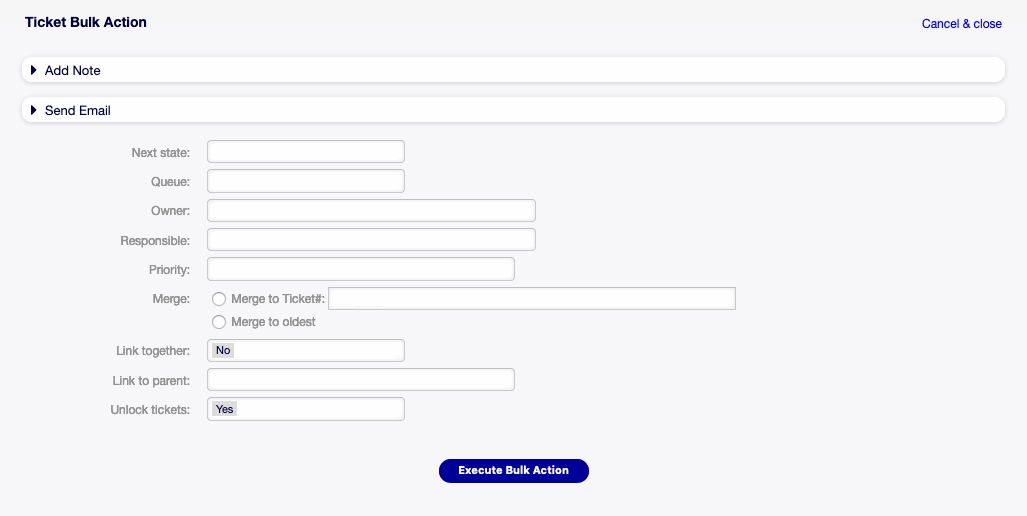 Ticket Bulk Action
Cancel & close
Add Note
Send Email
Next state:
Queue:
Owner:
Responsible:
Priority:
Merge: Merge to Ticket#:
Merge to oldest
Link together: No
Link to parent:
Unlock tickets: Yes
Execute Bulk Action